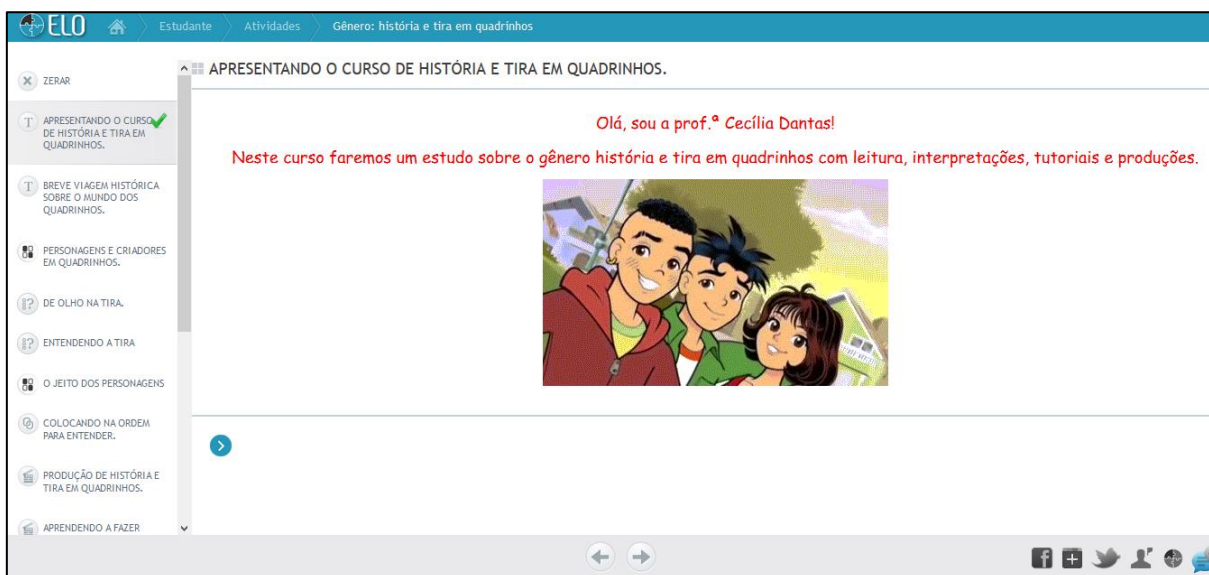 ELO
Estudante
Atividades
Gênero: história e tira em quadrinhos
ZERAR
APRESENTANDO O CURSO
DE HISTÓRIA E TIRA EM
QUADRINHOS.
BREVE VIAGEM HISTÓRICA
SOBRE O MUNDO DOS
QUADRINHOS.
PERSONAGENS E CRIADORES
EM QUADRINHOS.
DE OLHO NA TIRA.
ENTENDENDO A TIRA
O JEITO DOS PERSONAGENS
COLOCANDO NA ORDEM
PARA ENTENDER.
PRODUÇÃO DE HISTÓRIA E
TIRA EM QUADRINHOS.
APRENDENDO A FAZER
APRESENTANDO O CURSO DE HISTÓRIA E TIRA EM QUADRINHOS.
Olá, sou a prof.ª Cecília Dantas!
Neste curso faremos um estudo sobre o gênero história e tira em quadrinhos com leitura, interpretações, tutoriais e produções.